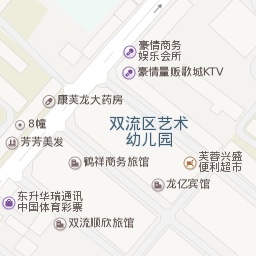 豪情商务
娱乐会所
豪情量贩歌城KTV
康芙龙大药房
8幢
双流区艺术
幼儿园
芳芳美发
鹤祥商务旅馆
芙蓉兴盛
便利超市
龙亿宾馆
东升华瑞通讯
中国体育彩票
双流顺欣旅馆